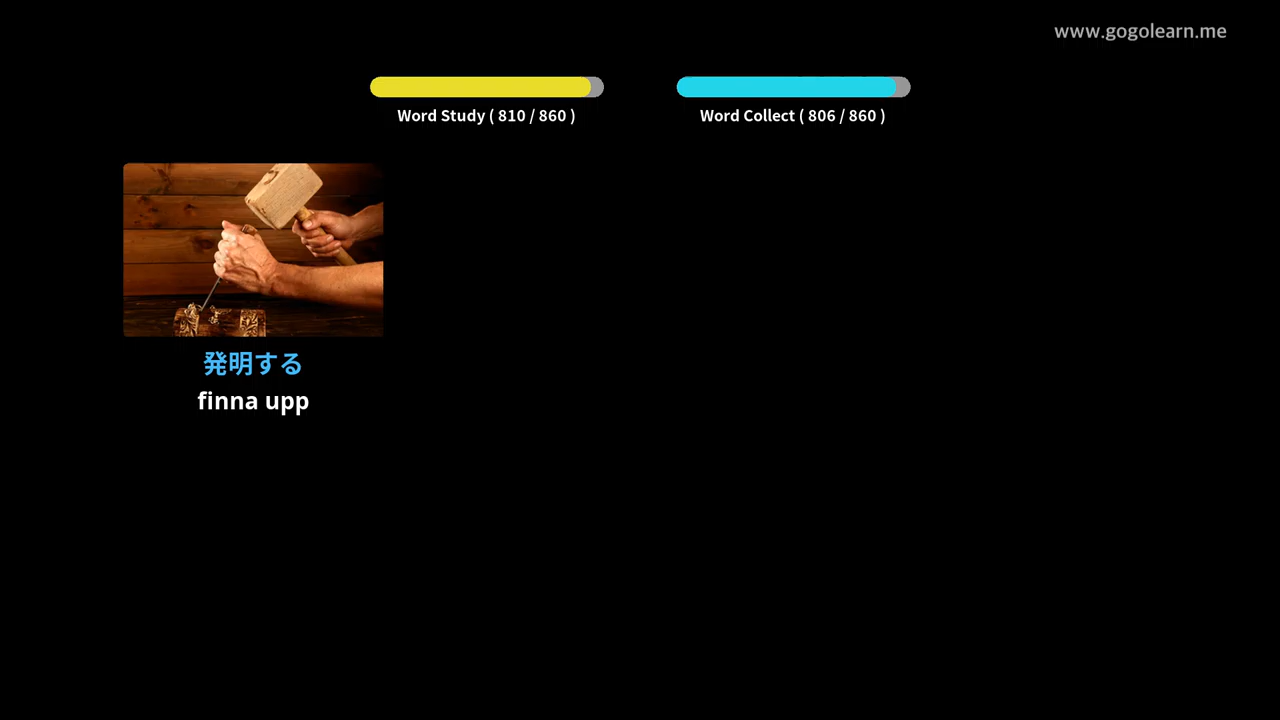 www.gogolearn.me
Word Study ( 810 / 860 )
Word Collect ( 806 / 860 )
発明する
finna upp